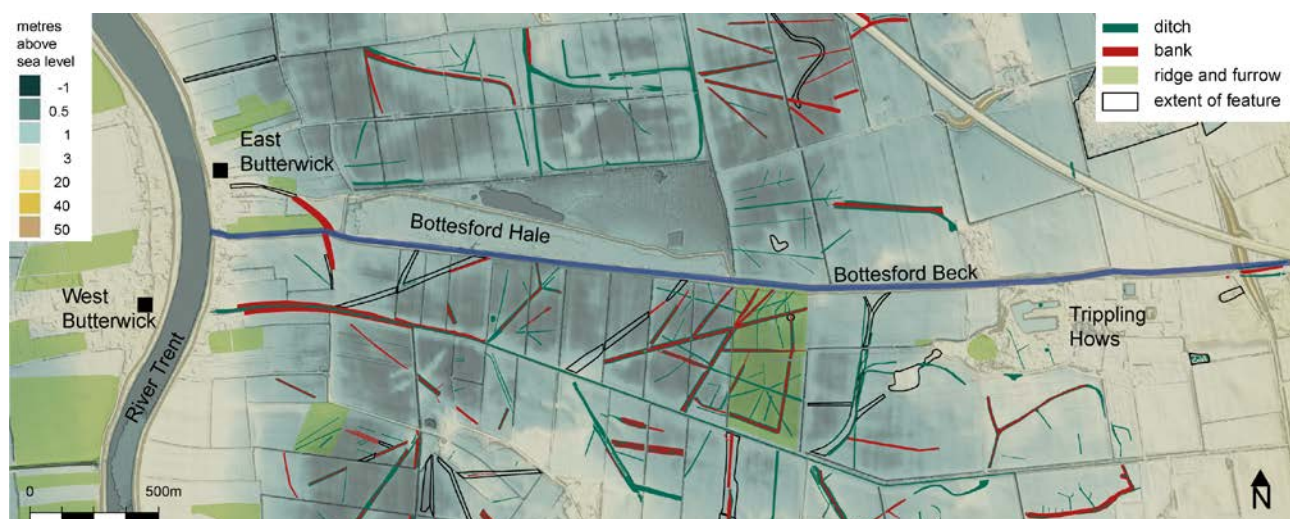 metres
above
sea level
-1
0.5
1
3
20
40
50
ditch
bank
ridge and furrow
extent of feature
East
Butterwick
Bottesford Hale
Bottesford Beck
West
Butterwick
River Trent
Trippling
Hows
0 500m
N